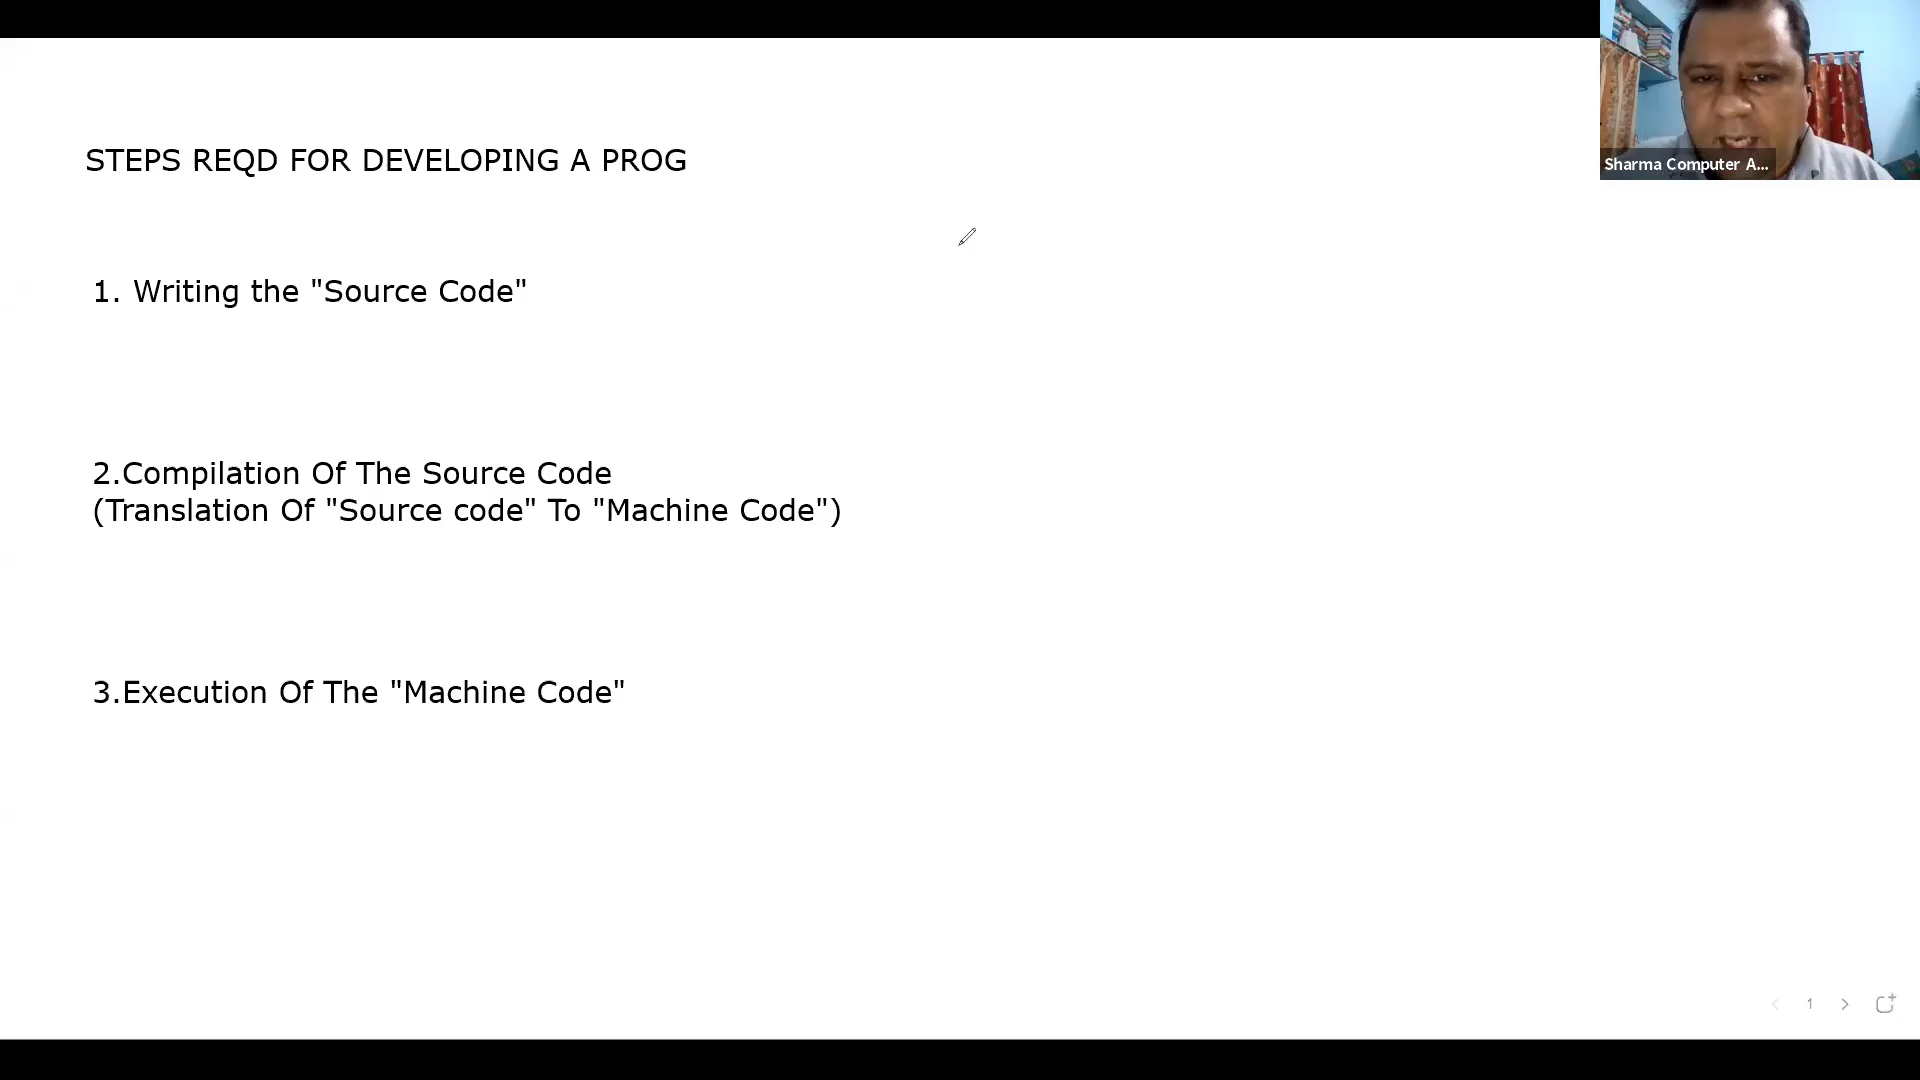 STEPS REQD FOR DEVELOPING A PROG
1. Writing the "Source Code"
2.Compilation Of The Source Code
(Translation Of "Source code" To "Machine Code")
3.Execution Of The "Machine Code"
Sharma Computer A...
1